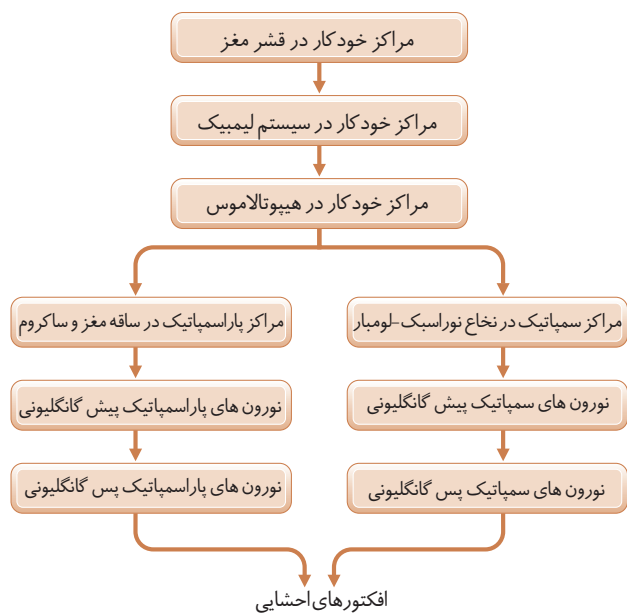 مراکز خودکار در قشر مغز
مراکز خودکار در سیستم لیمبیک
مراکز خودکار در هیپوتالاموس
مراکز سمپاتیک در نخاع نوراسبک-لومبار
مراکز پاراسمپاتیک در ساقه مغز و ساکروم
نورون های سمپاتیک پیش گانگلیونی
نورون های پاراسمپاتیک پیش گانگلیونی
نورون های سمپاتیک پس گانگلیونی
نورون های پاراسمپاتیک پس گانگلیونی
افکتورهای احشایی